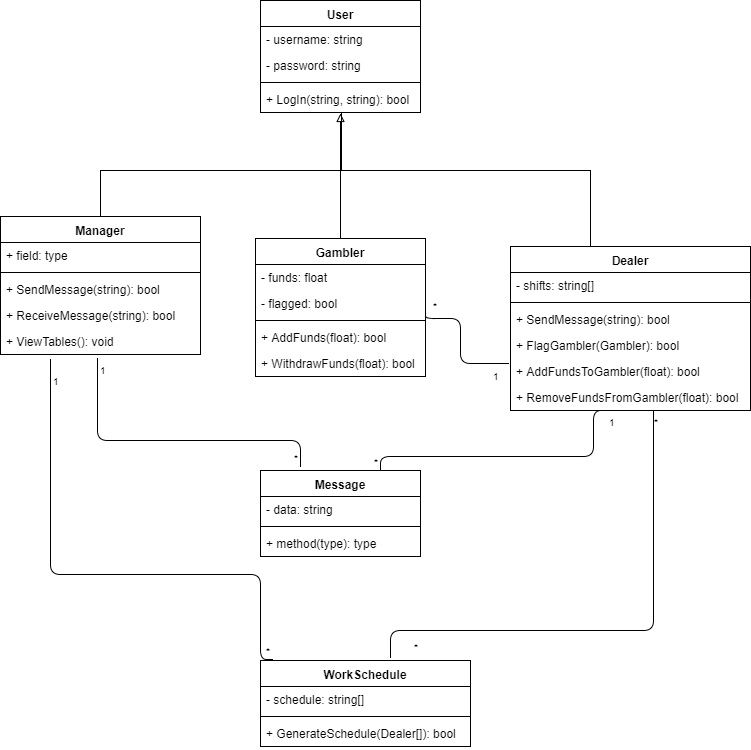 User
- username: string
- password: string
+ LogIn(string, string): bool
Manager
+ field: type
+ SendMessage(string): bool
+ ReceiveMessage(string): bool
+ ViewTables(): void
Gambler
- funds: float
- flagged: bool
+ AddFunds(float): bool
+ WithdrawFunds(float): bool
Dealer
- shifts: string[]
+ SendMessage(string): bool
+ FlagGambler(Gambler): bool
+ AddFundsToGambler(float): bool
+ RemoveFundsFromGambler(float): bool
*
1
1
1
1
*
*
*
Message
- data: string
+ method(type): type
*
*
WorkSchedule
- schedule: string[]
+ GenerateSchedule(Dealer[]): bool